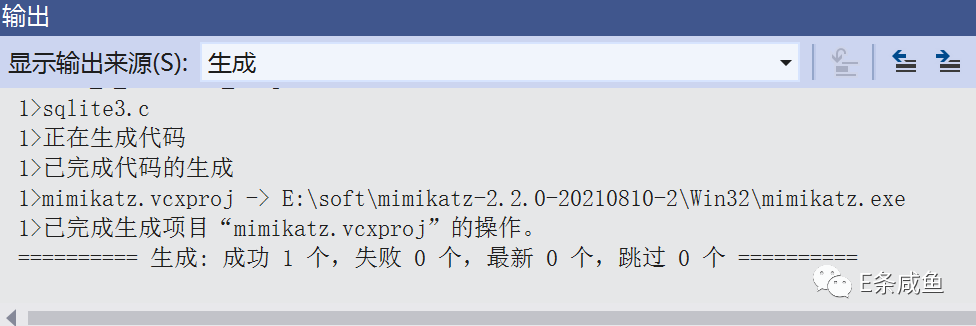 输出
显示输出来源(S): 生成
1>sqlite3.c
1>正在生成代码
1>已完成代码的生成
1>mimikatz.vcxproj -> E:\soft\mimikatz-2.2.0-20210810-2\Win32\mimikatz.exe
1>已完成生成项目“mimikatz.vcxproj”的操作。
========== 生成: 成功 1 个，失败 0 个，最新 0 个，跳过 0 个 ==========
E条咸鱼